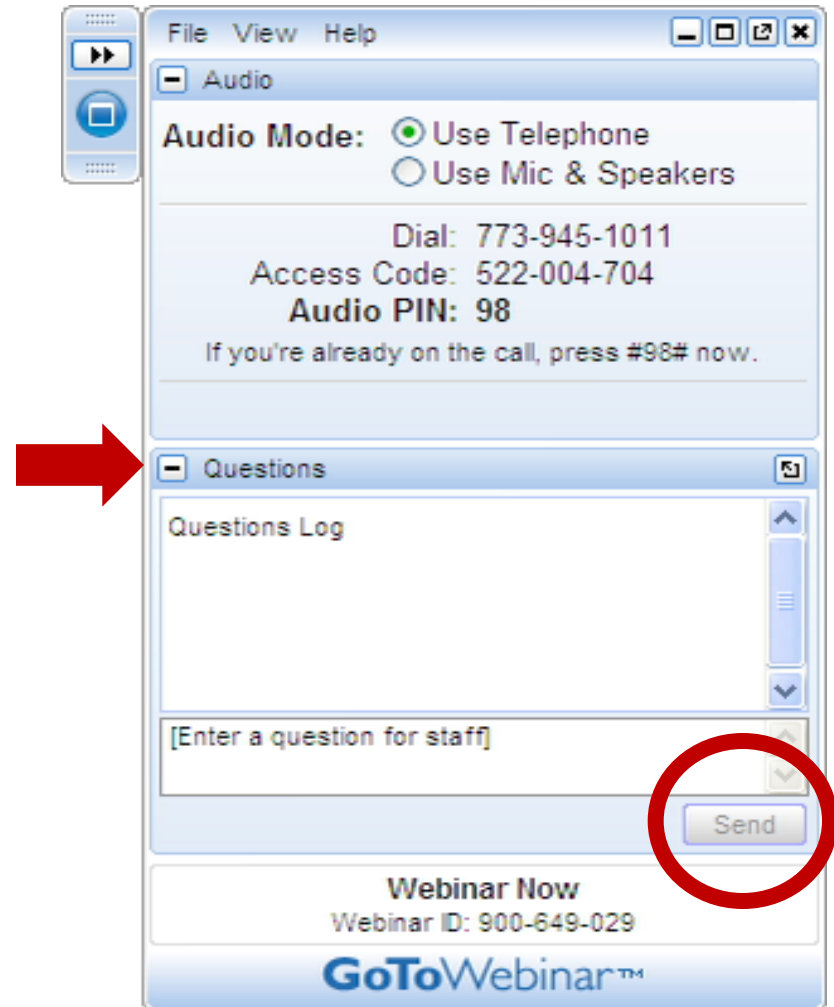 File View Help
Audio
Audio Mode: Use Telephone
Use Mic & Speakers
Dial: 773-945-1011
Access Code: 522-004-704
Audio PIN: 98
If you're already on the call, press #98# now.
Questions
Questions Log
[Enter a question for staff]
Send
Webinar Now
Webinar ID: 900-649-029
GoToWebinar™